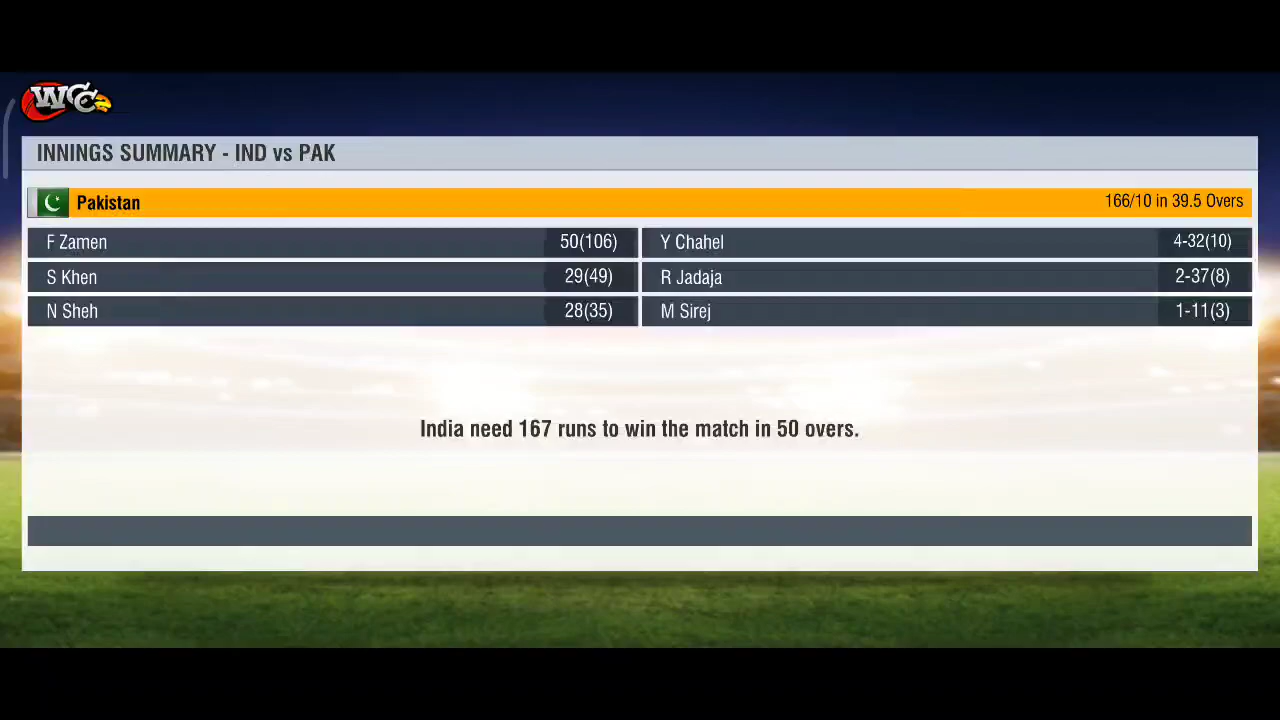 WCC
INNINGS SUMMARY - IND vs PAK
Pakistan 166/10 in 39.5 Overs
F Zamen 50(106) Y Chahel 4-32(10)
S Khen 29(49) R Jadaja 2-37(8)
N Sheh 28(35) M Sirej 1-11(3)
India need 167 runs to win the match in 50 overs.